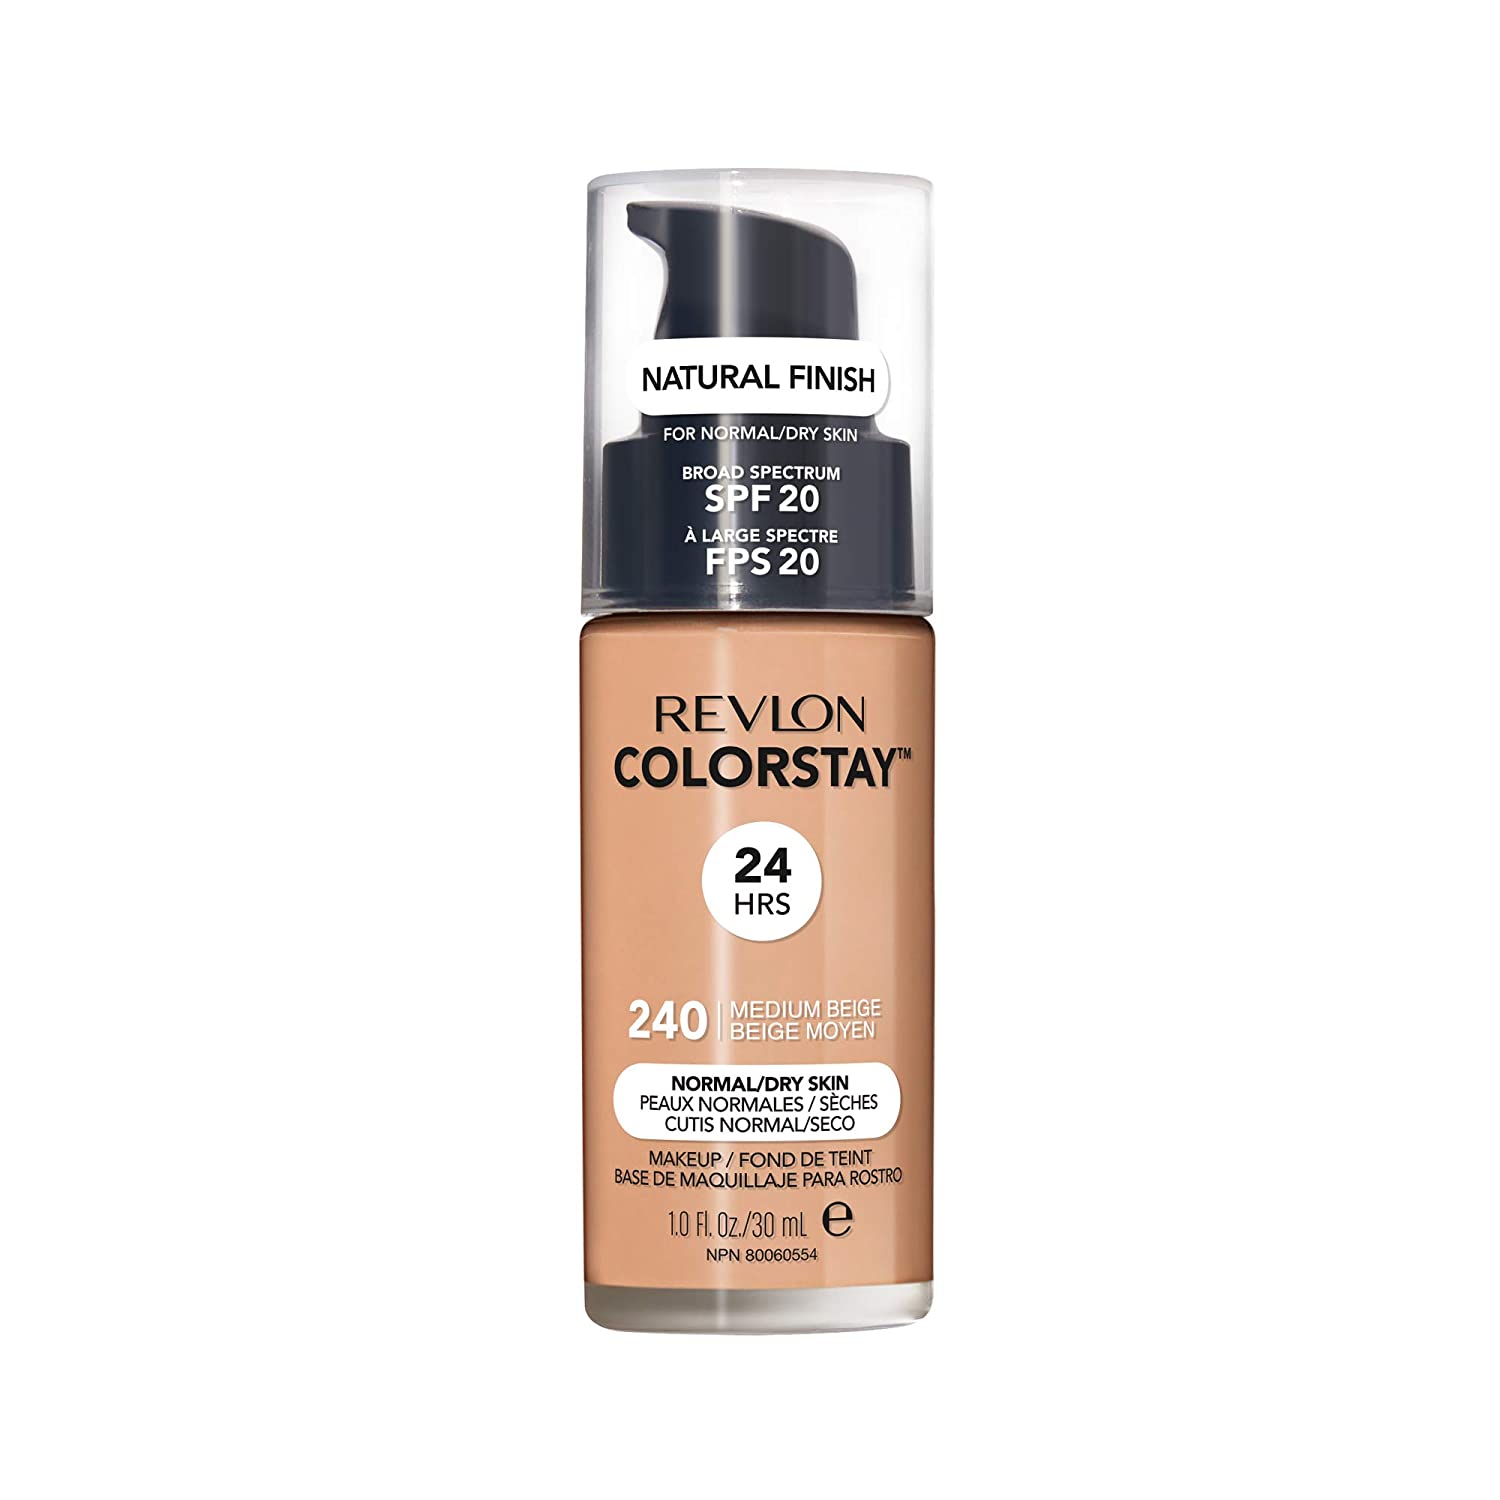 NATURAL FINISH
FOR NORMAL/DRY SKIN
BROAD SPECTRUM
SPF 20
À LARGE SPECTRE
FPS 20
REVLON
COLORSTAY™
24
HRS
240 | MEDIUM BEIGE
BEIGE MOYEN
NORMAL/DRY SKIN
PEAUX NORMALES / SÈCHES
CUTIS NORMAL/SECO
MAKEUP / FOND DE TEINT
BASE DE MAQUILLAJE PARA ROSTRO
1.0 Fl. Oz./30 mL ℮
NPN 80060554